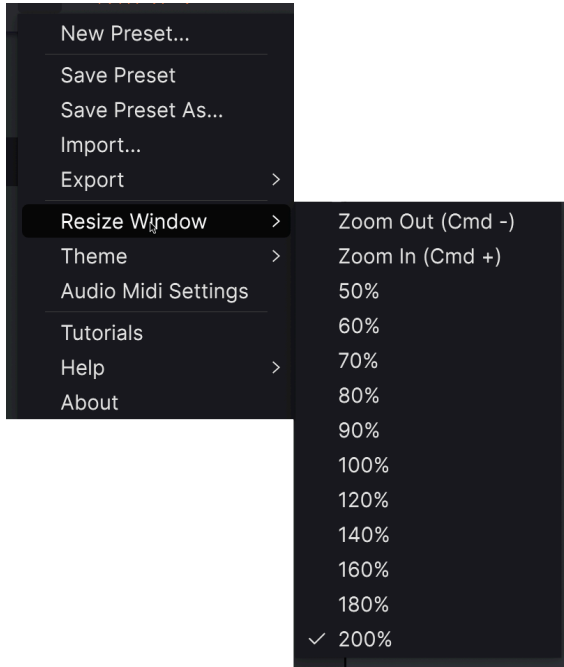 New Preset...
Save Preset
Save Preset As...
Import...
Export
Resize Window
Theme
Audio Midi Settings
Tutorials
Help
About
Zoom Out (Cmd -)
Zoom In (Cmd +)
50%
60%
70%
80%
90%
100%
120%
140%
160%
180%
200%